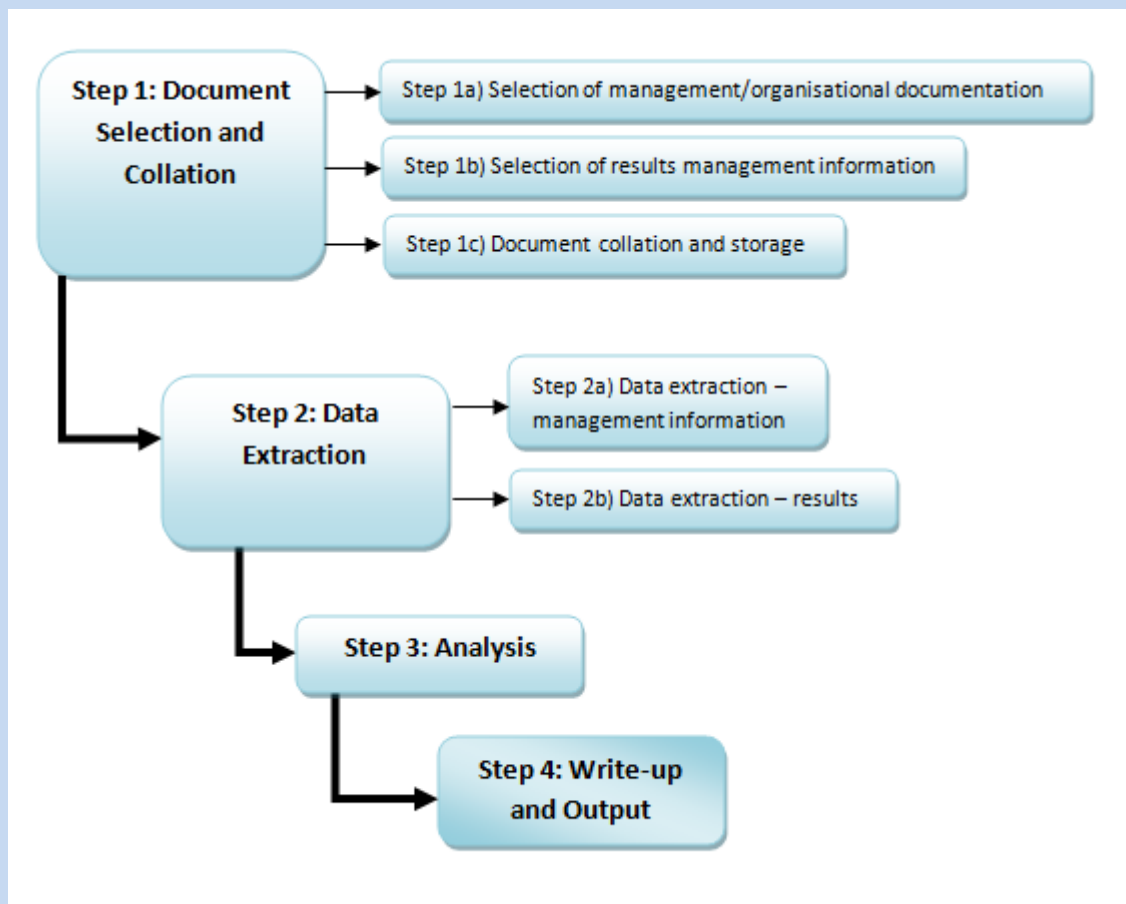 Step 1: Document
Selection and
Collation
Step 1a) Selection of management/organisational documentation
Step 1b) Selection of results management information
Step 1c) Document collation and storage
Step 2: Data
Extraction
Step 2a) Data extraction –
management information
Step 2b) Data extraction – results
Step 3: Analysis
Step 4: Write-up
and Output